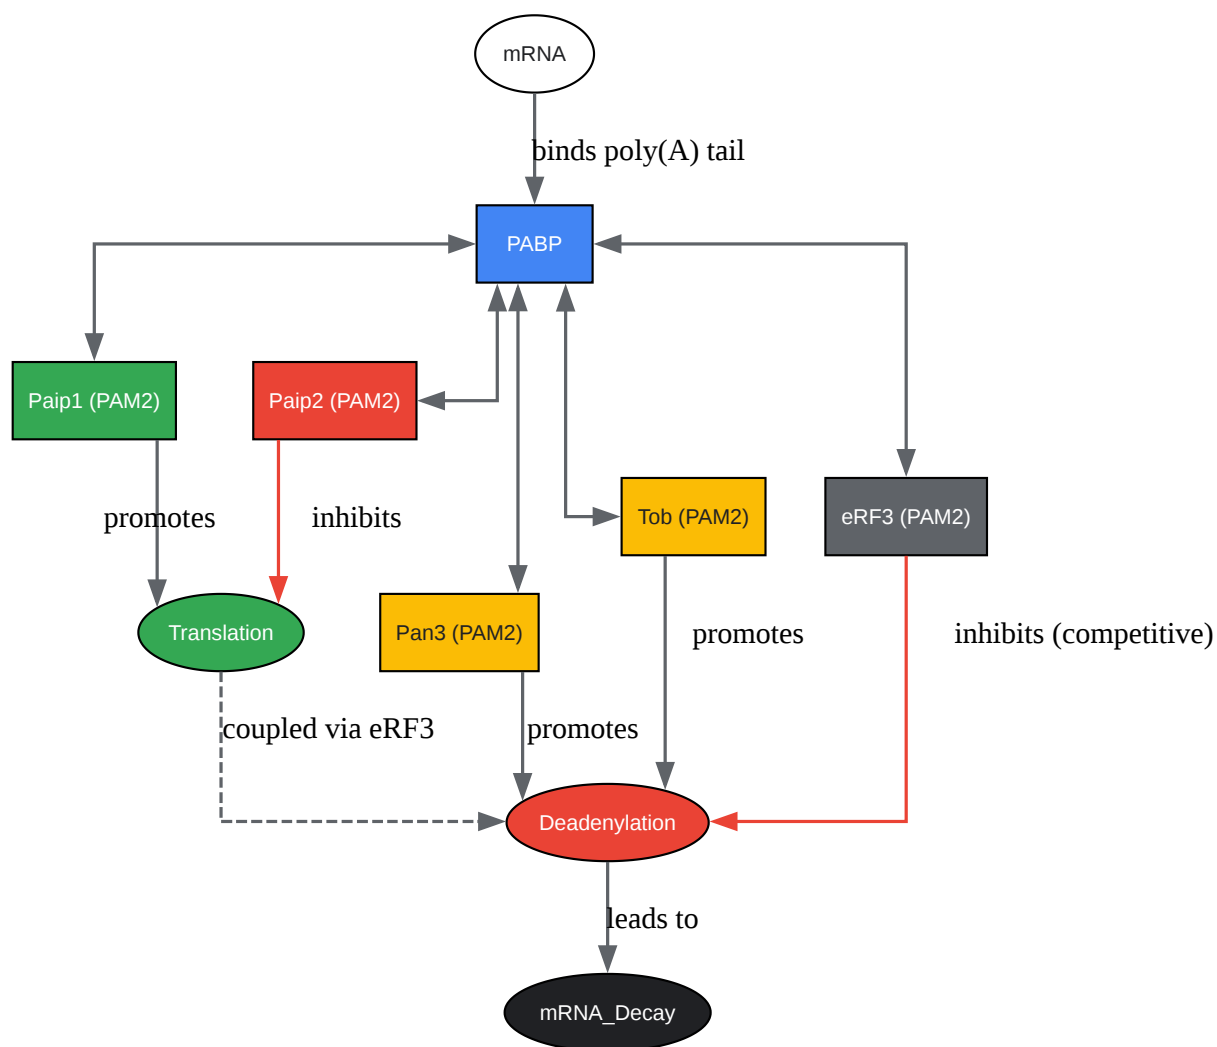 mRNA
binds poly(A) tail
PABP
Paip1 (PAM2)
Paip2 (PAM2)
promotes
inhibits
Tob (PAM2)
eRF3 (PAM2)
Translation
Pan3 (PAM2)
promotes
inhibits (competitive)
coupled via eRF3
promotes
Deadenylation
leads to
mRNA_Decay